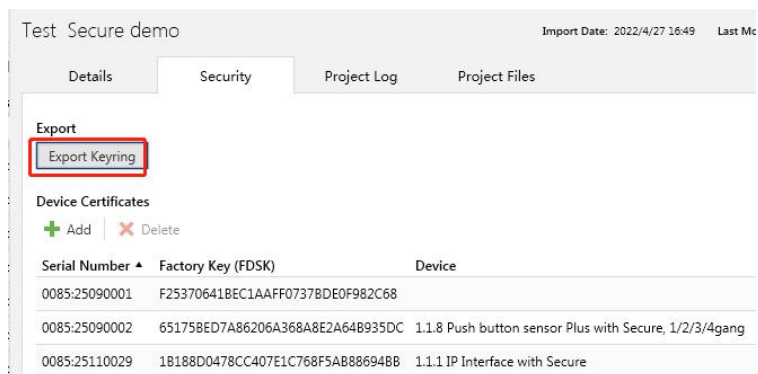 Test Secure demo Import Date: 2022/4/27 16:49 Last Mo
Details Security Project Log Project Files
Export
Export Keyring
Device Certificates
Add Delete
Serial Number Factory Key (FDSK) Device
0085:25090001 F25370641BEC1AAFF0737BDE0F982C68
0085:25090002 65175BED7A86206A368A8E2A64B935DC 1.1.8 Push button sensor Plus with Secure, 1/2/3/4gang
0085:25110029 1B188D0478CC407E1C768F5AB88694BB 1.1.1 IP Interface with Secure